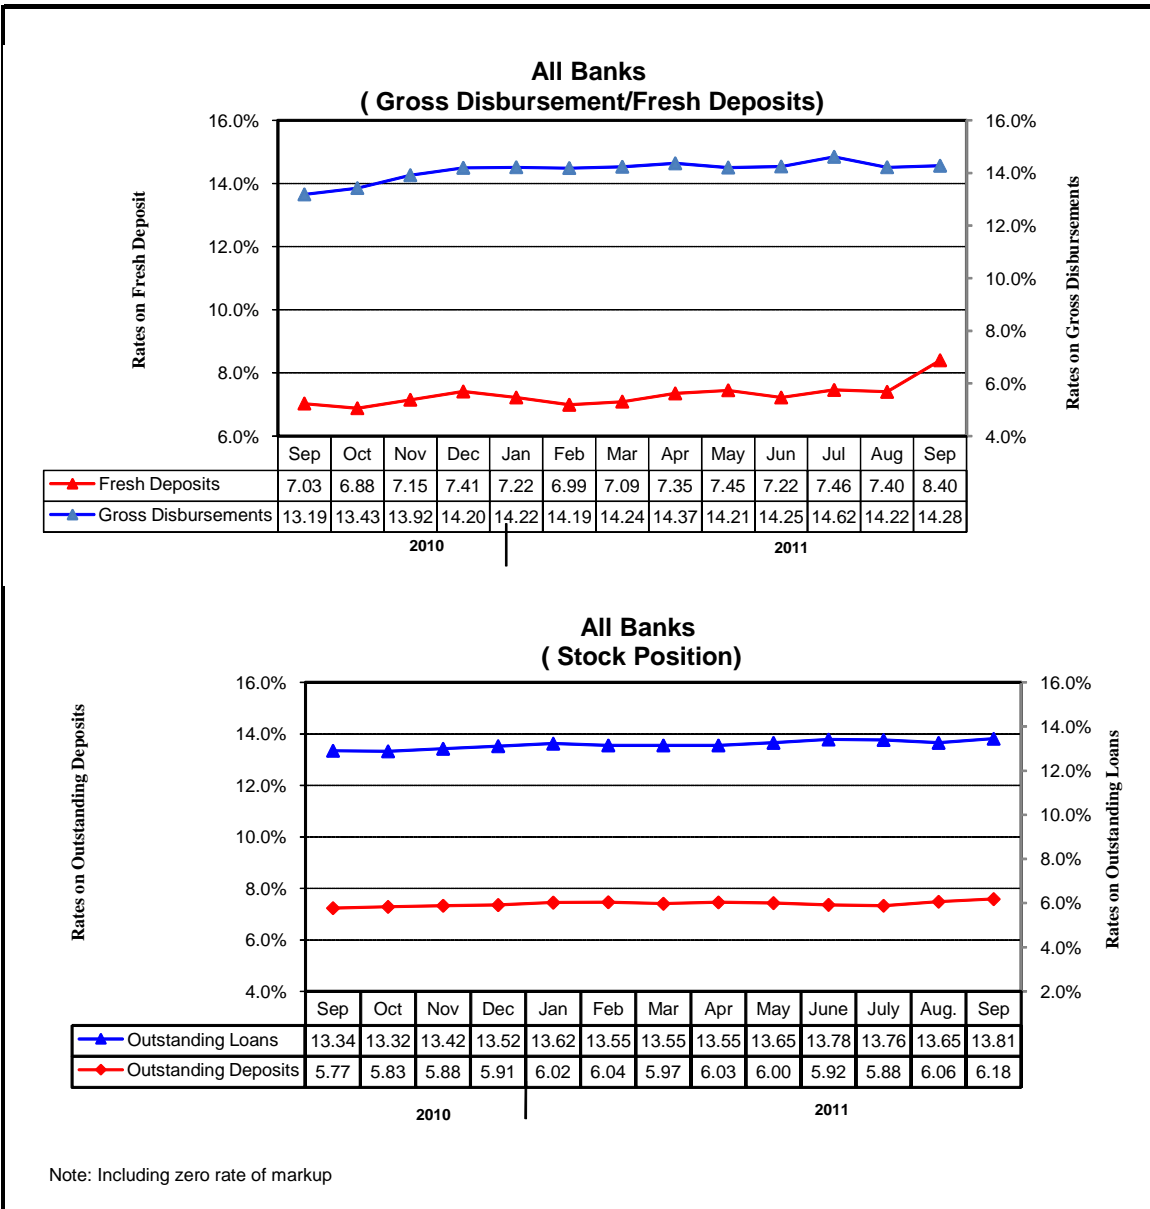 All Banks
( Gross Disbursement/Fresh Deposits)
Rates on Fresh Deposit
16.0%
14.0%
12.0%
10.0%
8.0%
6.0%
16.0%
14.0%
12.0%
10.0%
8.0%
6.0%
4.0%
Rates on Gross Disbursements
Sep Oct Nov Dec Jan Feb Mar Apr May Jun Jul Aug Sep
Fresh Deposits 7.03 6.88 7.15 7.41 7.22 6.99 7.09 7.35 7.45 7.22 7.46 7.40 8.40
Gross Disbursements 13.19 13.43 13.92 14.20 14.22 14.19 14.24 14.37 14.21 14.25 14.62 14.22 14.28
2010 2011
All Banks
( Stock Position)
Rates on Outstanding Deposits
16.0%
14.0%
12.0%
10.0%
8.0%
6.0%
4.0%
16.0%
14.0%
12.0%
10.0%
8.0%
6.0%
4.0%
2.0%
Rates on Outstanding Loans
Sep Oct Nov Dec Jan Feb Mar Apr May June July Aug. Sep
Outstanding Loans 13.34 13.32 13.42 13.52 13.62 13.55 13.55 13.55 13.65 13.78 13.76 13.65 13.81
Outstanding Deposits 5.77 5.83 5.88 5.91 6.02 6.04 5.97 6.03 6.00 5.92 5.88 6.06 6.18
2010 2011
Note: Including zero rate of markup